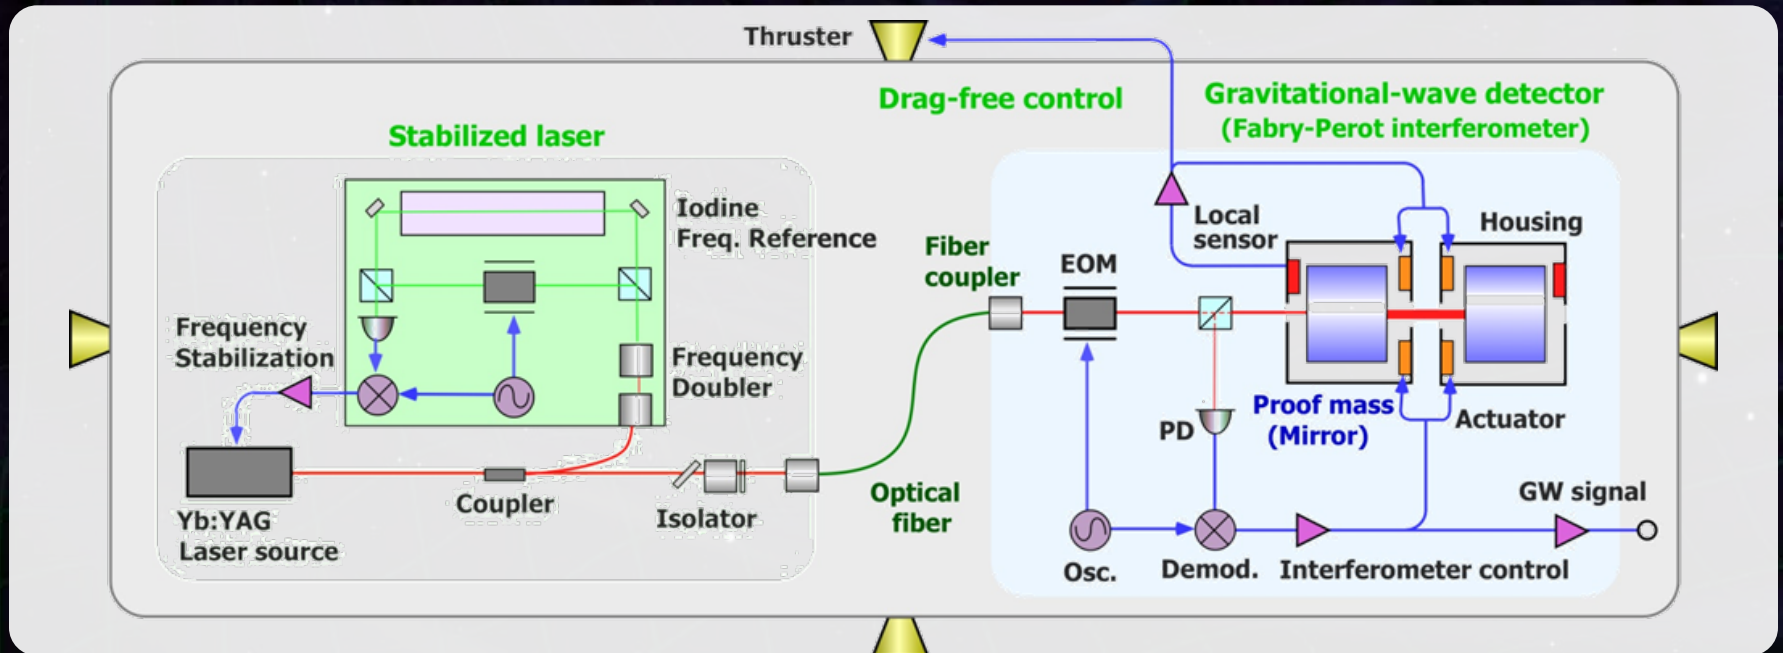 Thruster
Drag-free control
Gravitational-wave detector
(Fabry-Perot interferometer)
Stabilized laser
Iodine
Freq. Reference
Local
sensor
Housing
Fiber
coupler
EOM
Frequency
Stabilization
Frequency
Doubler
Proof mass
(Mirror)
Actuator
PD
Coupler
Isolator
Optical
fiber
GW signal
Yb:YAG
Laser source
Osc.
Demod.
Interferometer control